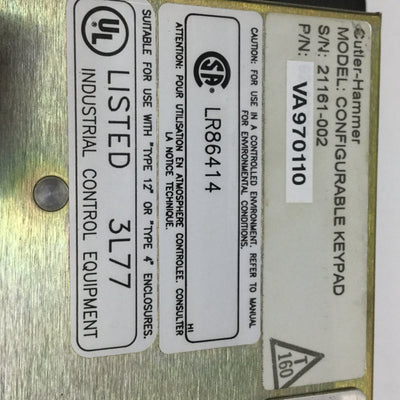 Cutler-Hammer
MODEL: CONFIGURABLE KEYPAD
S/N: 21161-002
P/N:
VA970110
T
160
CAUTION: FOR USE IN A CONTROLLED ENVIRONMENT. REFER TO MANUAL
FOR ENVIRONMENTAL CONDITIONS.
SA
LR86414
ATTENTION: POUR UTILISATION EN ATMOSPHERE CONTROLEE. CONSULTER
LA NOTICE TECHNIQUE.
HI
SUITABLE FOR USE WITH "TYPE 12" OR "TYPE 4" ENCLOSURES.
UL
LISTED 3L77
INDUSTRIAL CONTROL EQUIPMENT